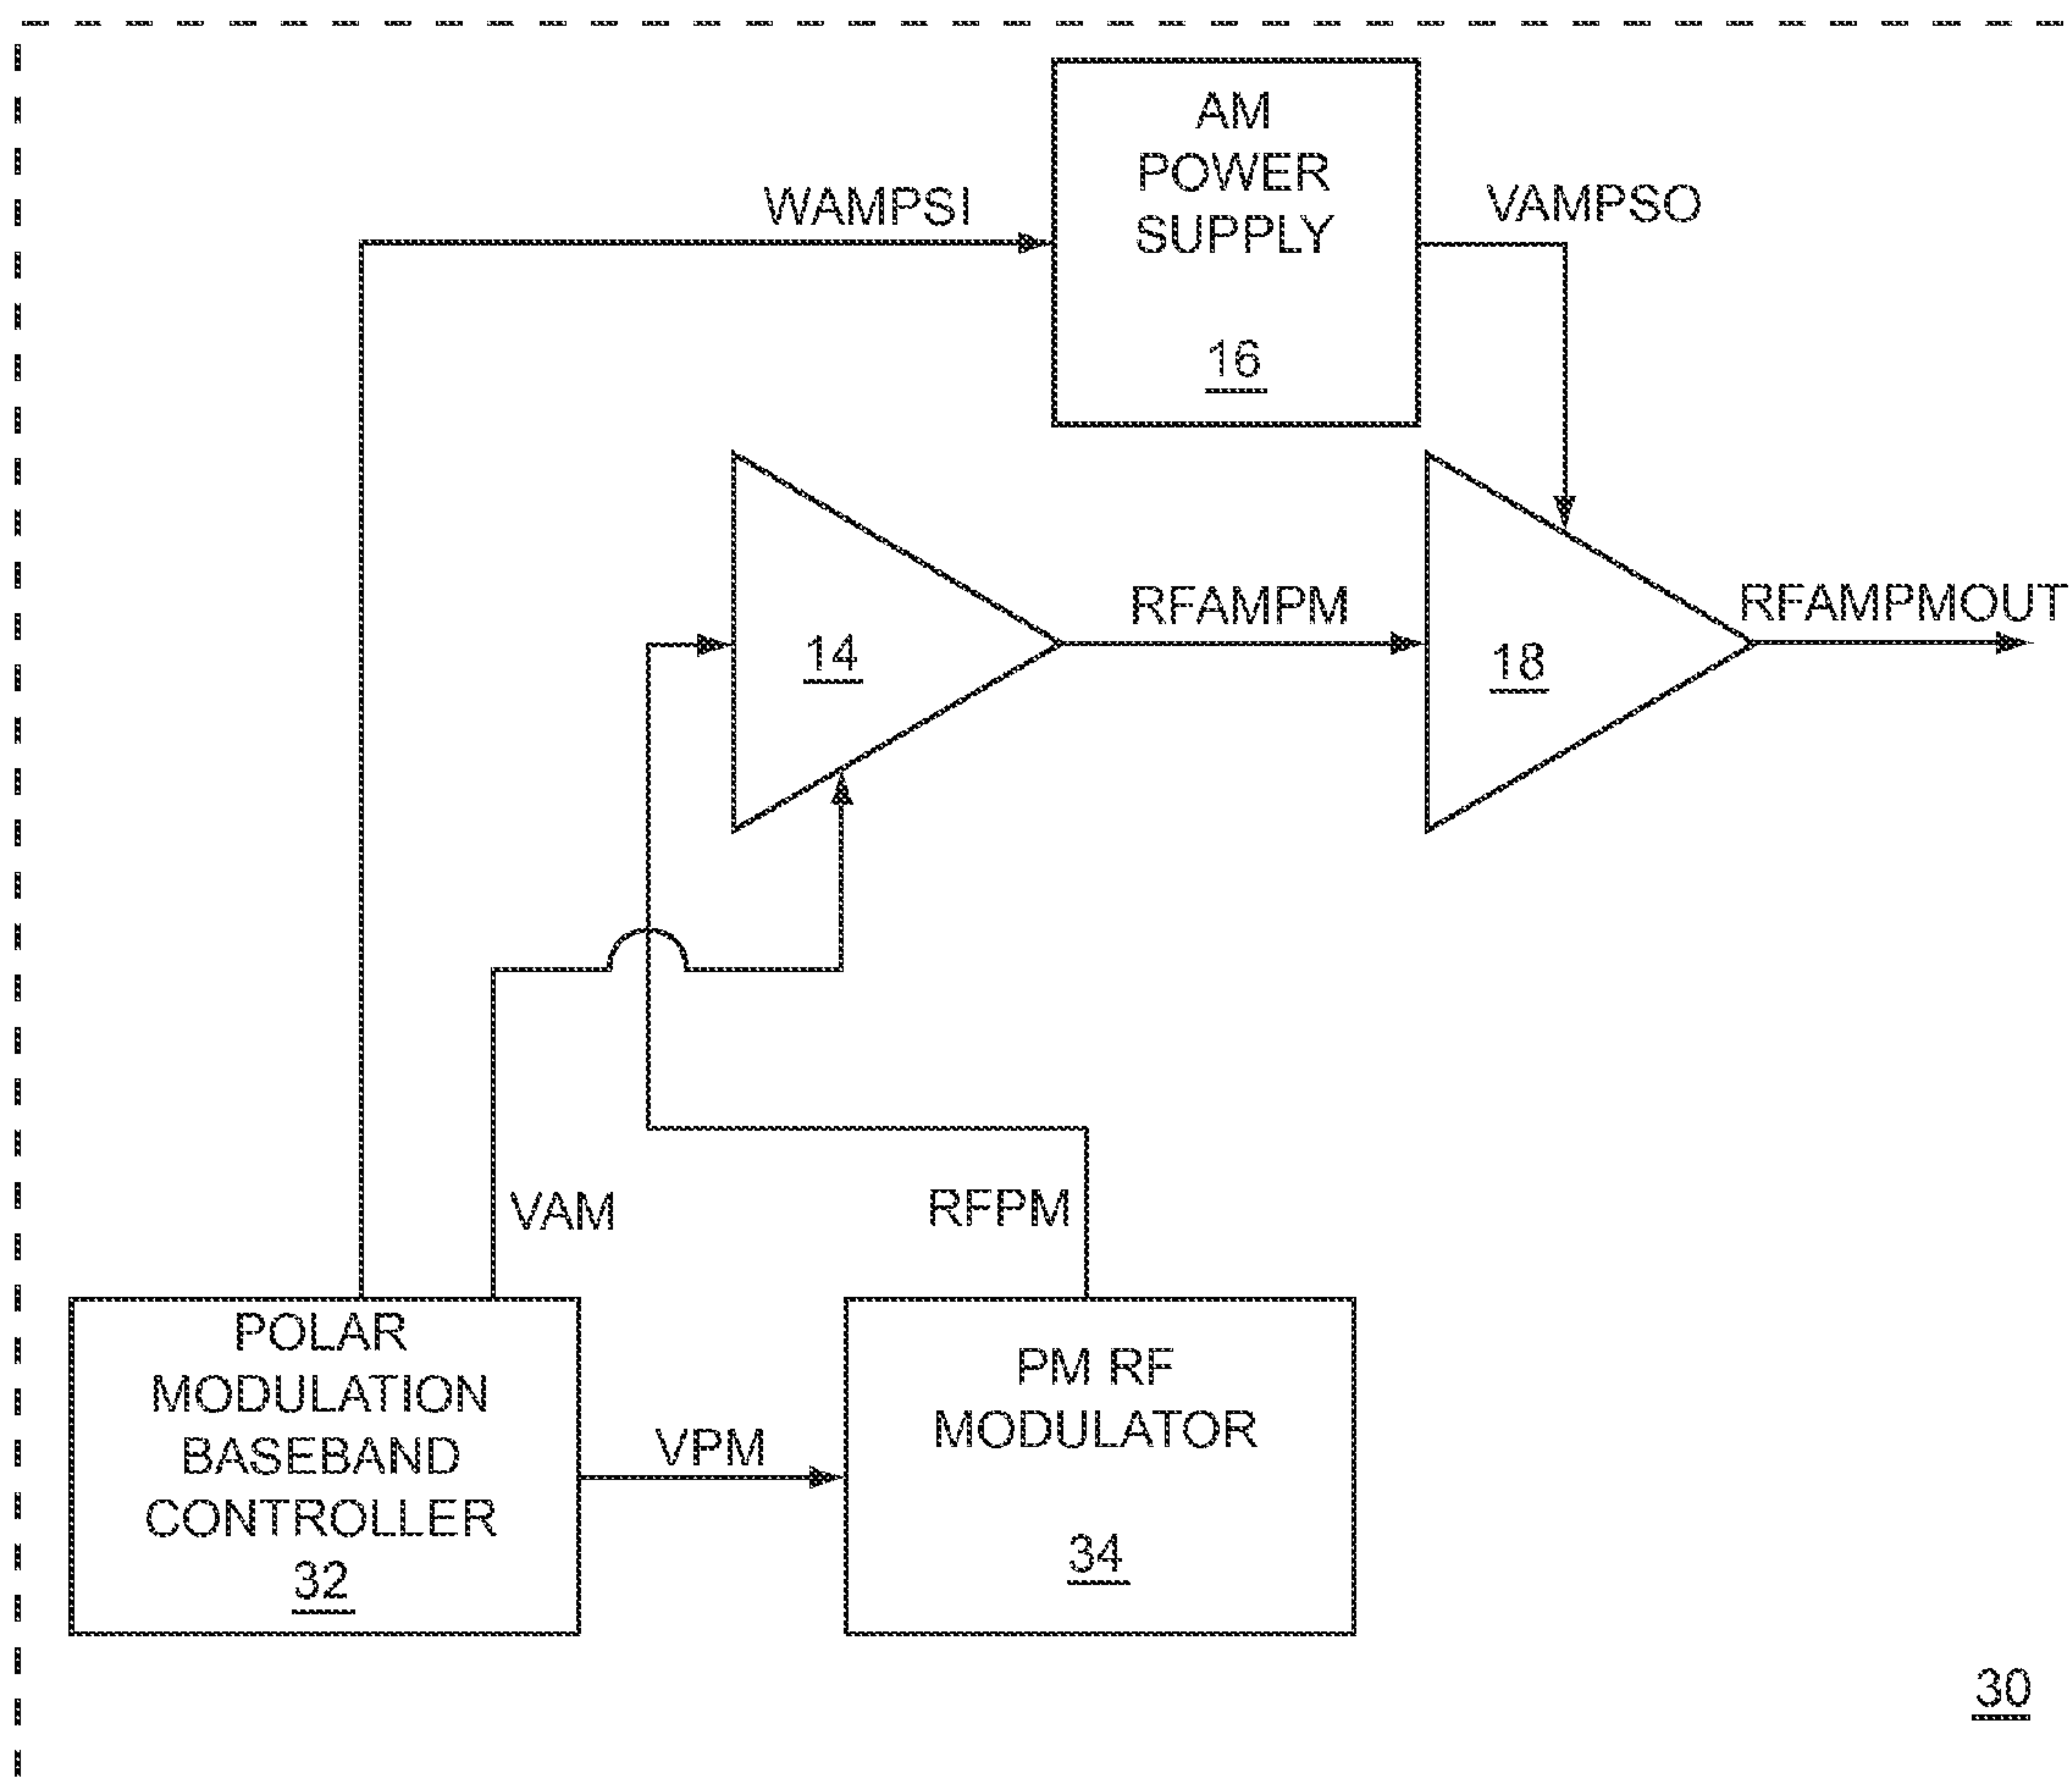 AM
POWER
SUPPLY
16
WAMPSI
VAMPSO
14
RFAMPM
18
RFAMPMOUT
VAM
RFPM
POLAR
MODULATION
BASEBAND
CONTROLLER
32
VPM
PM RF
MODULATOR
34
30